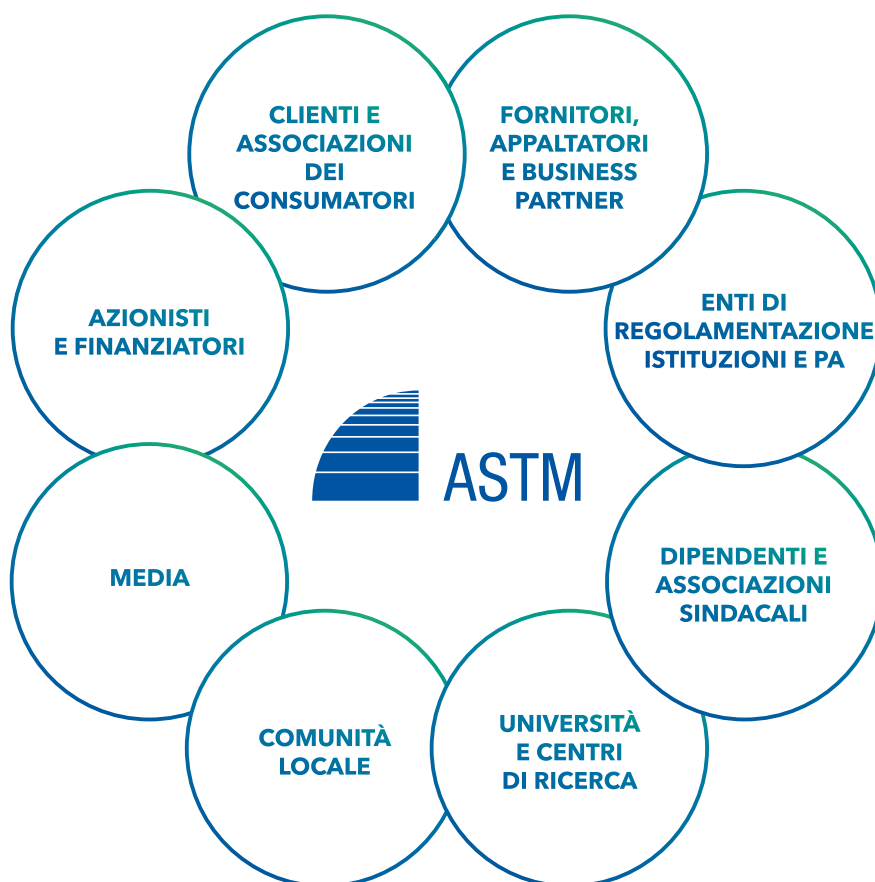 CLIENTI E
ASSOCIAZIONI
DEI
CONSUMATORI
FORNITORI,
APPALTATORI
E BUSINESS
PARTNER
ENTI DI
REGOLAMENTAZIONE
ISTITUZIONI E PA
DIPENDENTI E
ASSOCIAZIONI
SINDACALI
UNIVERSITÀ
E CENTRI
DI RICERCA
COMUNITÀ
LOCALE
MEDIA
AZIONISTI
E FINANZIATORI
ASTM